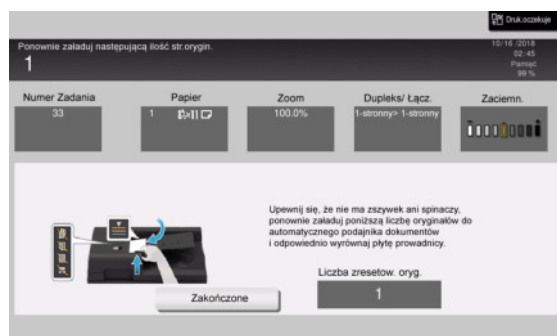 Druk.oczekuje
Ponownie załaduj następującą ilość str.orygin.
1
10/16 /2018
02:45
Pamięć
99 %
Numer Zadania
33
Papier
1 8½×11
Zoom
100.0%
Dupleks/ Łącz.
1-stronny> 1-stronny
Zaciemn.
Upewnij się, że nie ma zszywek ani spinaczy,
ponownie załaduj poniższą liczbę oryginałów do
automatycznego podajnika dokumentów
i odpowiednio wyrównaj płytę prowadnicy.
Liczba zresetow. oryg.
1
Zakończone